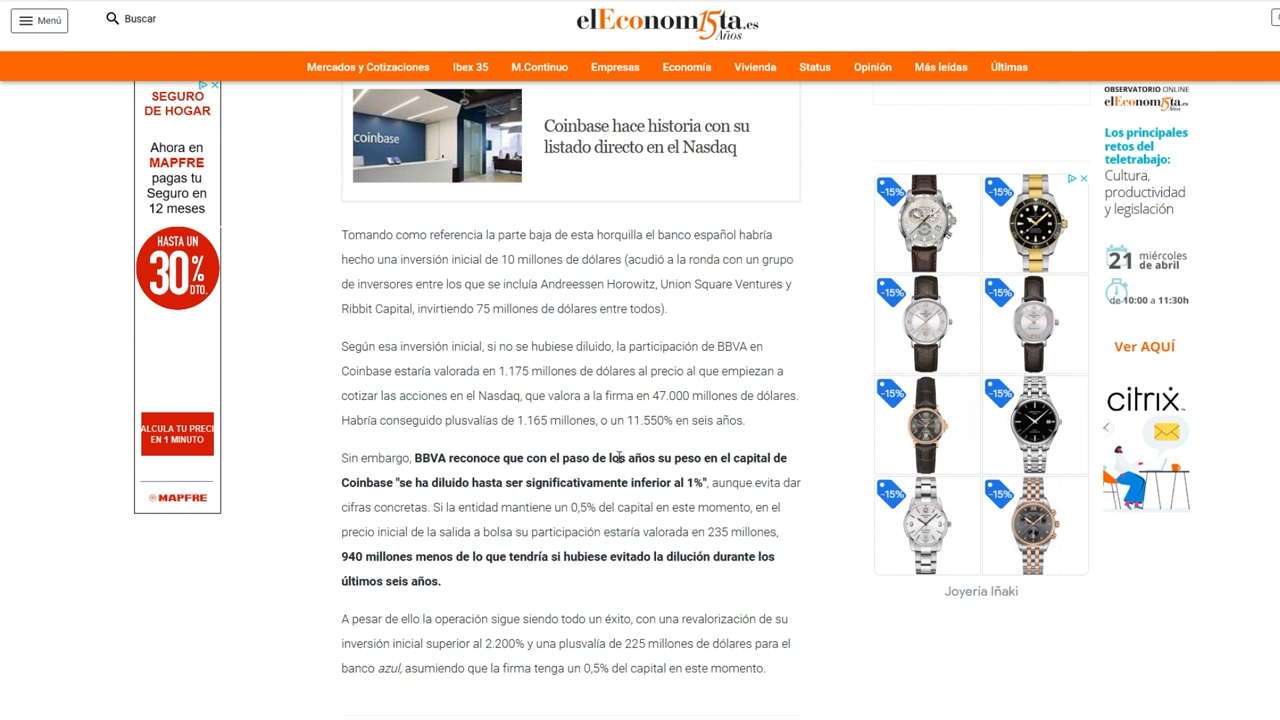 Menú
Buscar
elEconom15ta.es
Años
Mercados y Cotizaciones Ibex 35 M.Continuo Empresas Economía Vivienda Status Opinión Más leídas Últimas
SEGURO
DE HOGAR
Ahora en
MAPFRE
pagas tu
Seguro en
12 meses
HASTA UN
30%
DTO.
ALCULA TU PRECI
EN 1 MINUTO
MAPFRE
coinbase
Coinbase hace historia con su
listado directo en el Nasdaq
Tomando como referencia la parte baja de esta horquilla el banco español habría
hecho una inversión inicial de 10 millones de dólares (acudió a la ronda con un grupo
de inversores entre los que se incluía Andreessen Horowitz, Union Square Ventures y
Ribbit Capital, invirtiendo 75 millones de dólares entre todos).
Según esa inversión inicial, si no se hubiese diluido, la participación de BBVA en
Coinbase estaría valorada en 1.175 millones de dólares al precio al que empiezan a
cotizar las acciones en el Nasdaq, que valora a la firma en 47.000 millones de dólares.
Habría conseguido plusvalías de 1.165 millones, o un 11.550% en seis años.
Sin embargo, BBVA reconoce que con el paso de los años su peso en el capital de
Coinbase "se ha diluido hasta ser significativamente inferior al 1%", aunque evita dar
cifras concretas. Si la entidad mantiene un 0,5% del capital en este momento, en el
precio inicial de la salida a bolsa su participación estaría valorada en 235 millones,
940 millones menos de lo que tendría si hubiese evitado la dilución durante los
últimos seis años.
A pesar de ello la operación sigue siendo todo un éxito, con una revalorización de su
inversión inicial superior al 2.200% y una plusvalía de 225 millones de dólares para el
banco azul, asumiendo que la firma tenga un 0,5% del capital en este momento.
-15% -15%
-15% -15%
-15% -15%
-15% -15%
Joyería Iñaki
OBSERVATORIO ONLINE
elEconom15ta.es
Los principales
retos del
teletrabajo:
Cultura,
productividad
y legislación
21 miércoles
de abril
de 10:00 a 11:30h
Ver AQUÍ
citrix